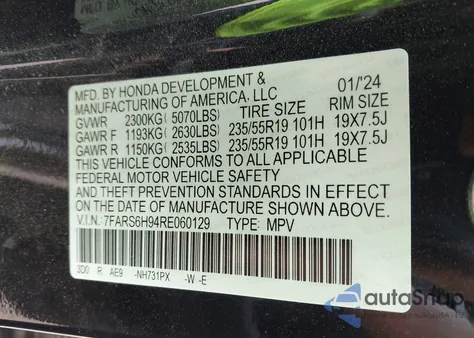 MFD. BY HONDA DEVELOPMENT &
MANUFACTURING OF AMERICA, LLC 01/24
GVWR 2300KG( 5070LBS) TIRE SIZE RIM SIZE
GAWR F 1193KG( 2630LBS) 235/55R19 101H 19X7.5J
GAWR R 1150KG( 2535LBS) 235/55R19 101H 19X7.5J
THIS VEHICLE CONFORMS TO ALL APPLICABLE
FEDERAL MOTOR VEHICLE SAFETY
AND THEFT PREVENTION STANDARDS IN EFFECT
ON THE DATE OF MANUFACTURE SHOWN ABOVE.
V.I.N. 7FARS6H94RE060129 TYPE: MPV
3D0 R AE9 -NH731PX -W -E
autoSnap